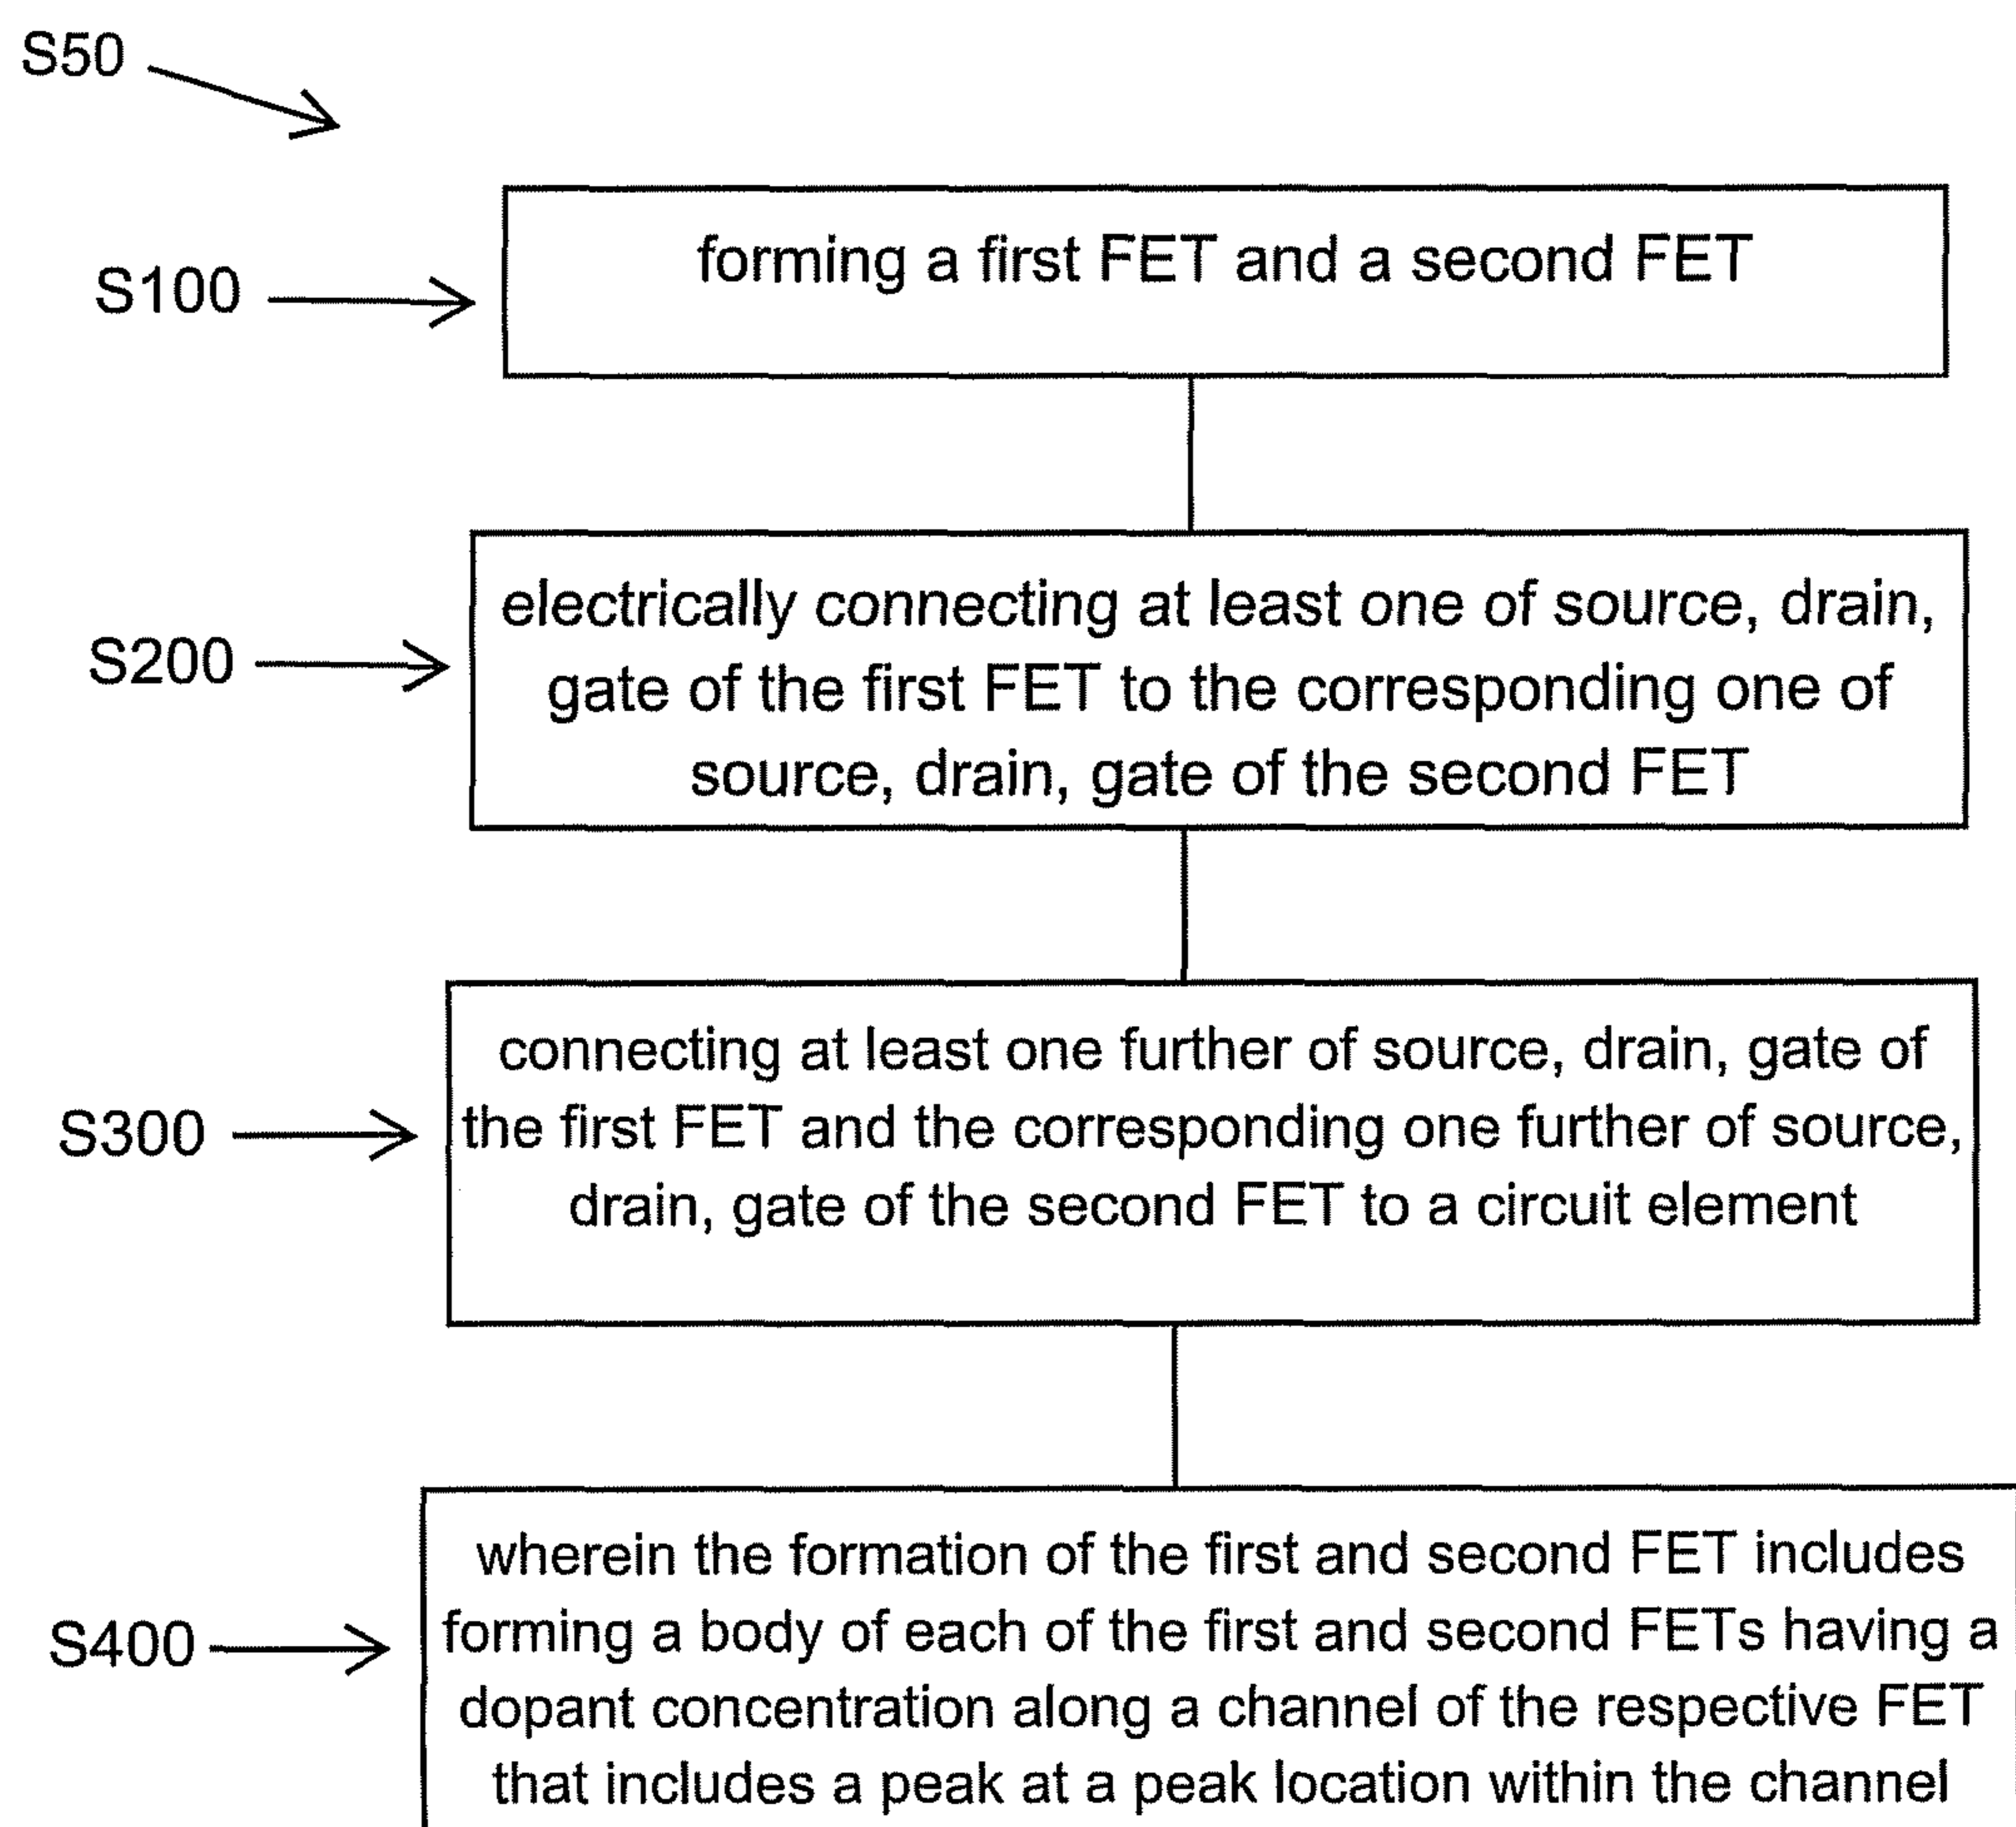 S50
S100
forming a first FET and a second FET
S200
electrically connecting at least one of source, drain,
gate of the first FET to the corresponding one of
source, drain, gate of the second FET
S300
connecting at least one further of source, drain, gate of
the first FET and the corresponding one further of source,
drain, gate of the second FET to a circuit element
S400
wherein the formation of the first and second FET includes
forming a body of each of the first and second FETs having a
dopant concentration along a channel of the respective FET
that includes a peak at a peak location within the channel